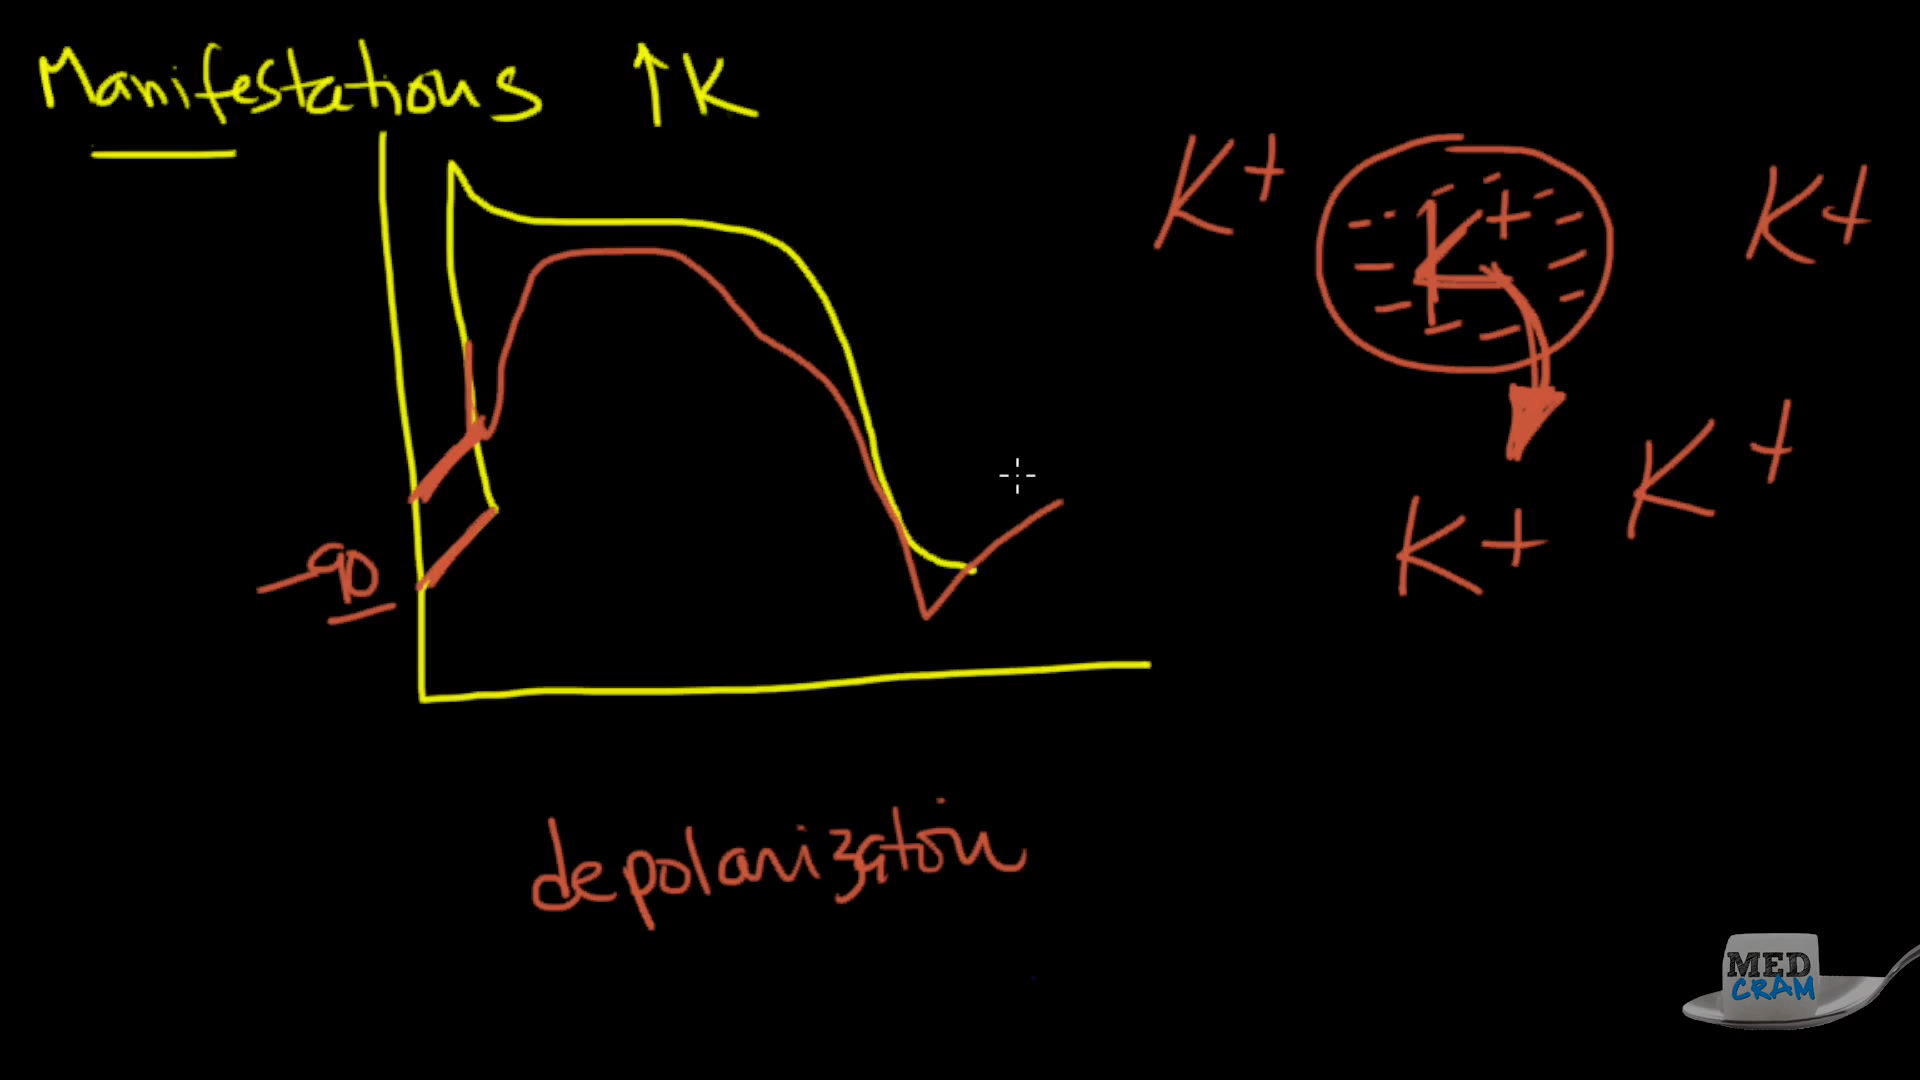 Manifestations ↑K
K+
K+
K+
-90
K+
K+
depolarization
MED
CRAM